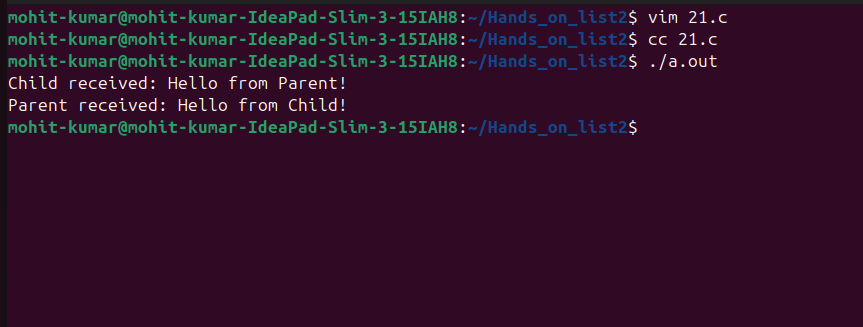 mohit-kumar@mohit-kumar-IdeaPad-Slim-3-15IAH8:~/Hands_on_list2$ vim 21.c
mohit-kumar@mohit-kumar-IdeaPad-Slim-3-15IAH8:~/Hands_on_list2$ cc 21.c
mohit-kumar@mohit-kumar-IdeaPad-Slim-3-15IAH8:~/Hands_on_list2$ ./a.out
Child received: Hello from Parent!
Parent received: Hello from Child!
mohit-kumar@mohit-kumar-IdeaPad-Slim-3-15IAH8:~/Hands_on_list2$